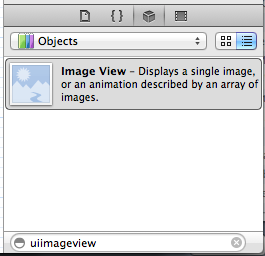 { }
Objects
Image View – Displays a single image,
or an animation described by an array of
images.
uiimageview